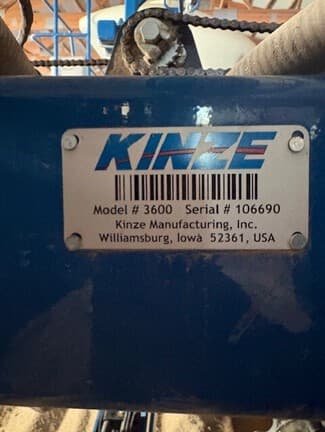 KINZE
Model # 3600 Serial # 106690
Kinze Manufacturing, Inc.
Williamsburg, Iowa 52361, USA